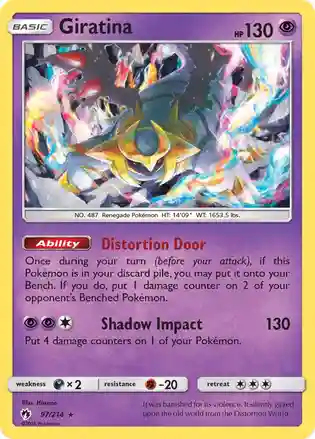 BASIC Giratina HP 130
NO. 487 Renegade Pokémon HT: 14'09" WT: 1653.5 lbs.
Ability Distortion Door
Once during your turn (before your attack), if this
Pokémon is in your discard pile, you may put it onto your
Bench. If you do, put 1 damage counter on 2 of your
opponent's Benched Pokémon.
Shadow Impact 130
Put 4 damage counters on 1 of your Pokémon.
weakness ×2 resistance -20 retreat
97/214 ★
It was banished for its violence. It silently gazed
upon the old world from the Distortion World.